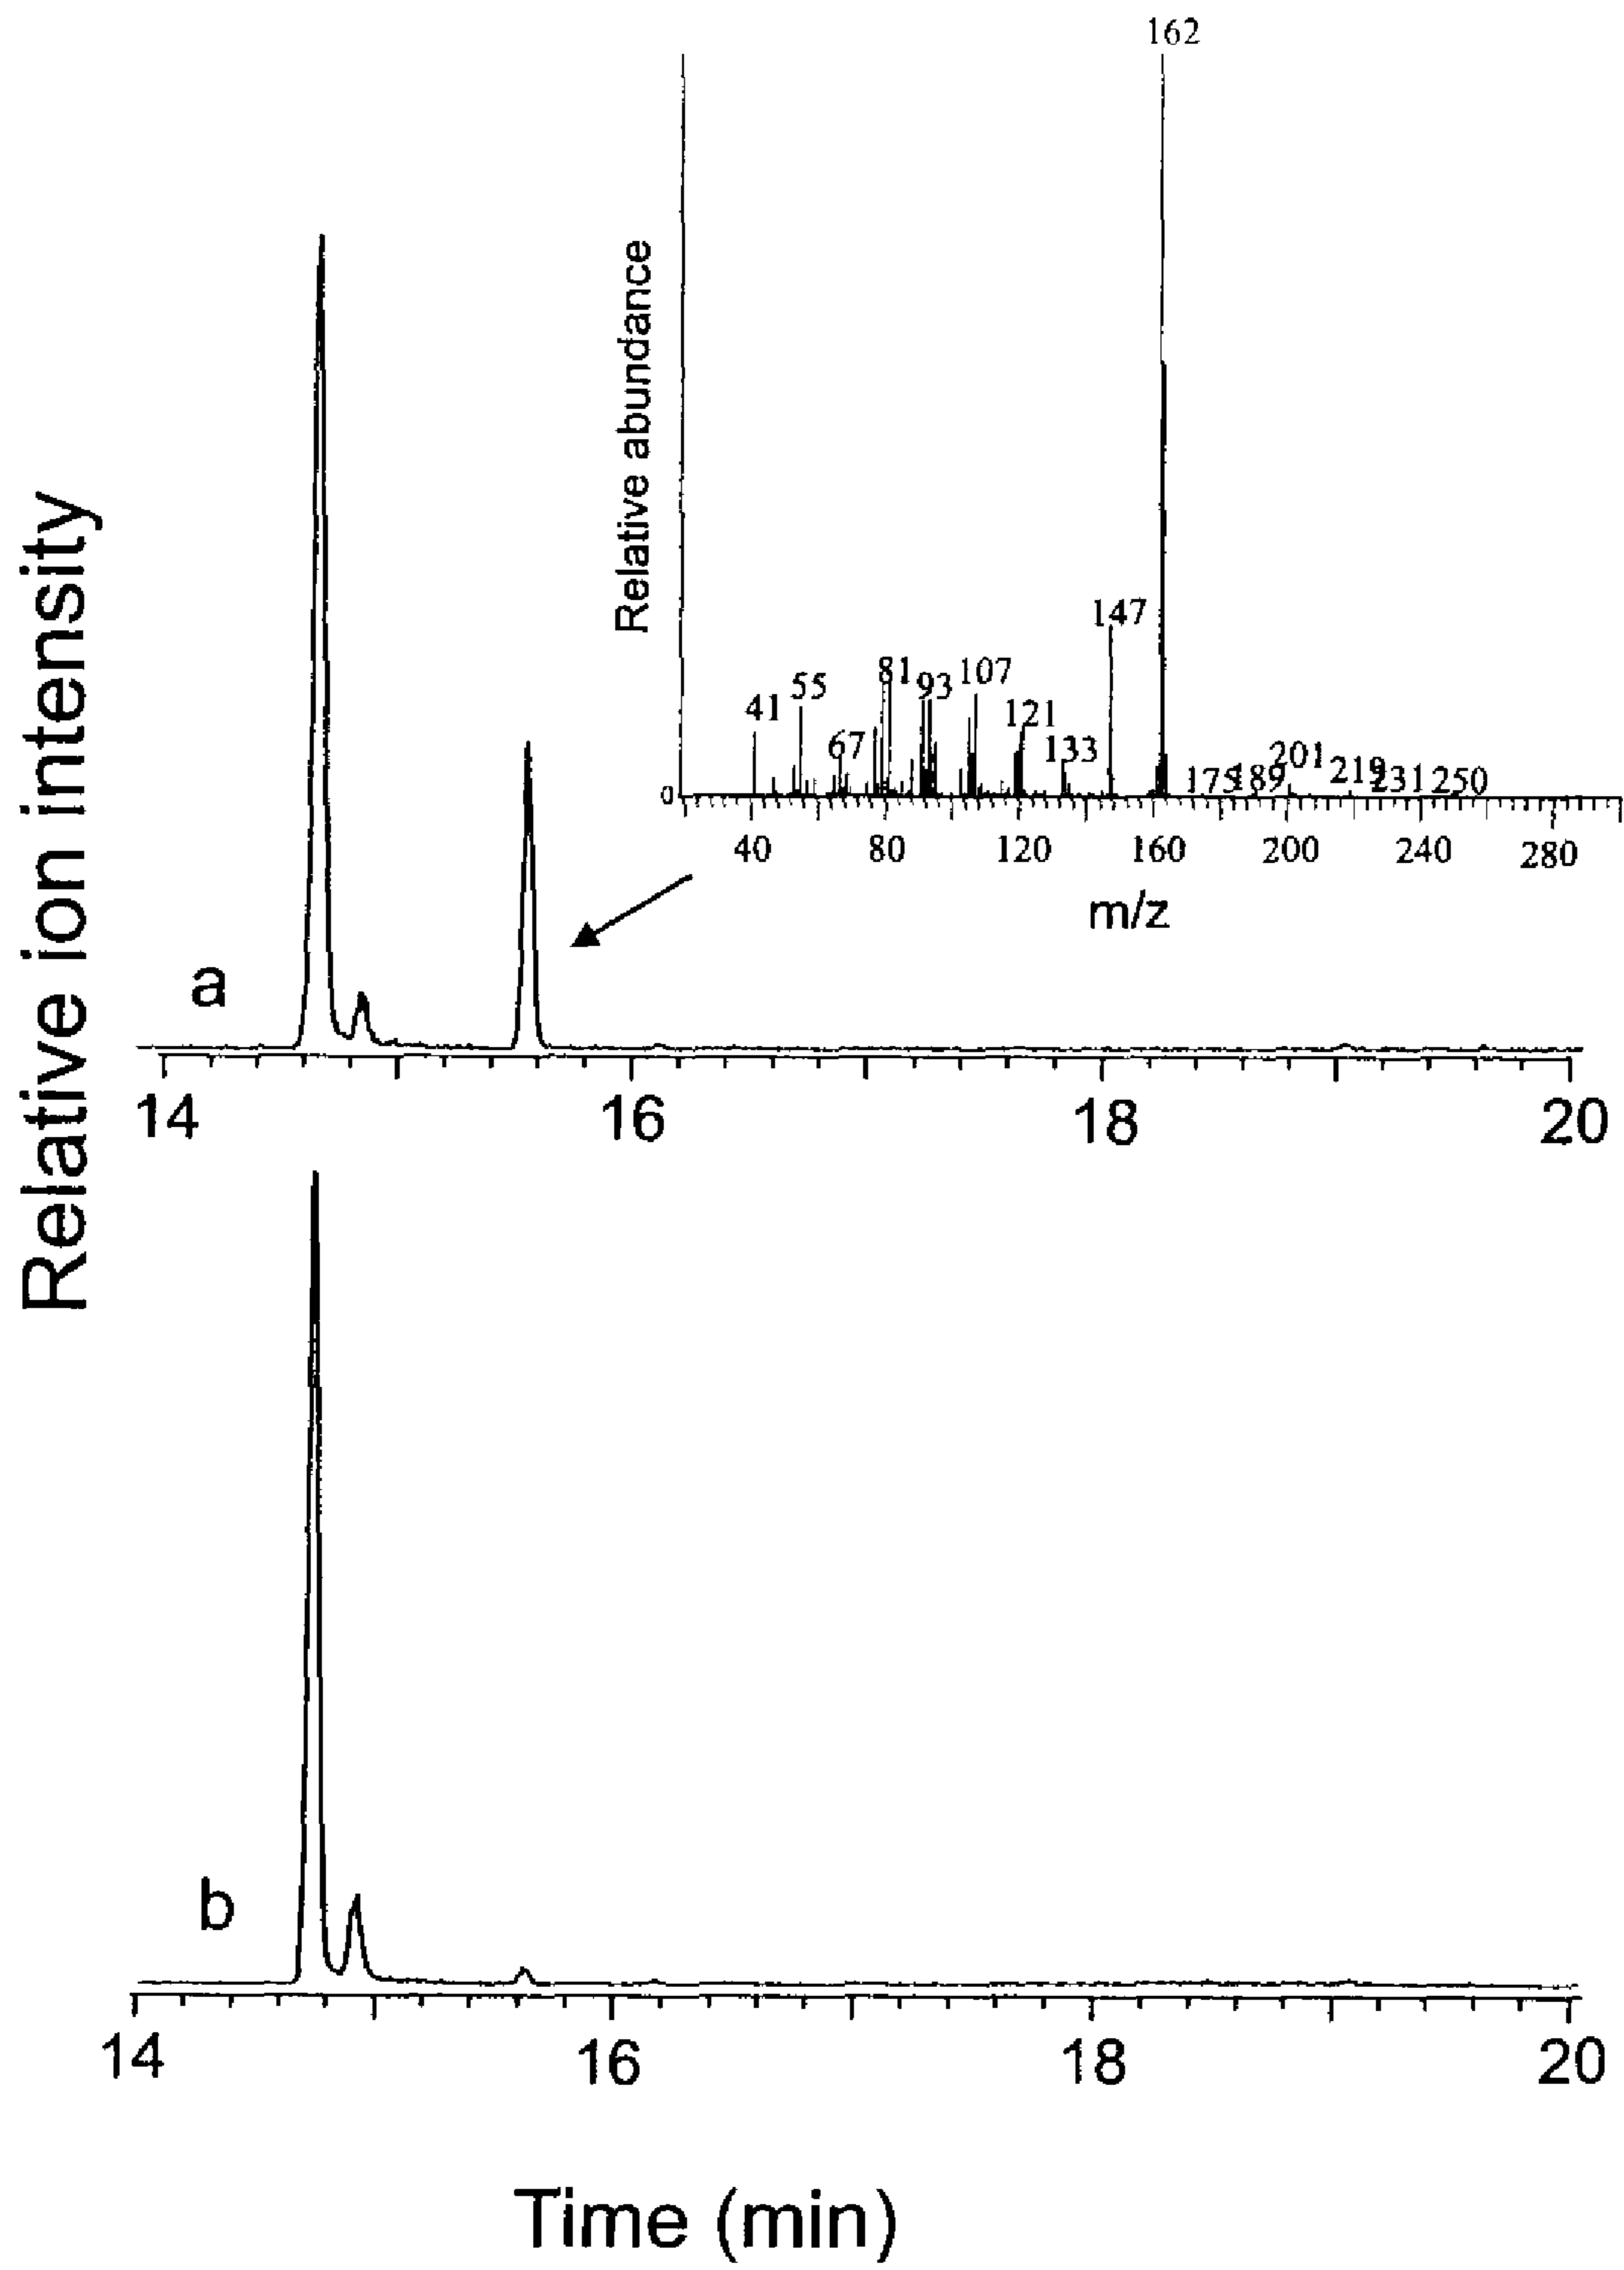 162
Relative abundance
147
81
107
93
55
41
121
67
133
201
219
175
189
231
250
0
40 80 120 160 200 240 280
m/z
Relative ion intensity
a
14 16 18 20
b
14 16 18 20
Time (min)